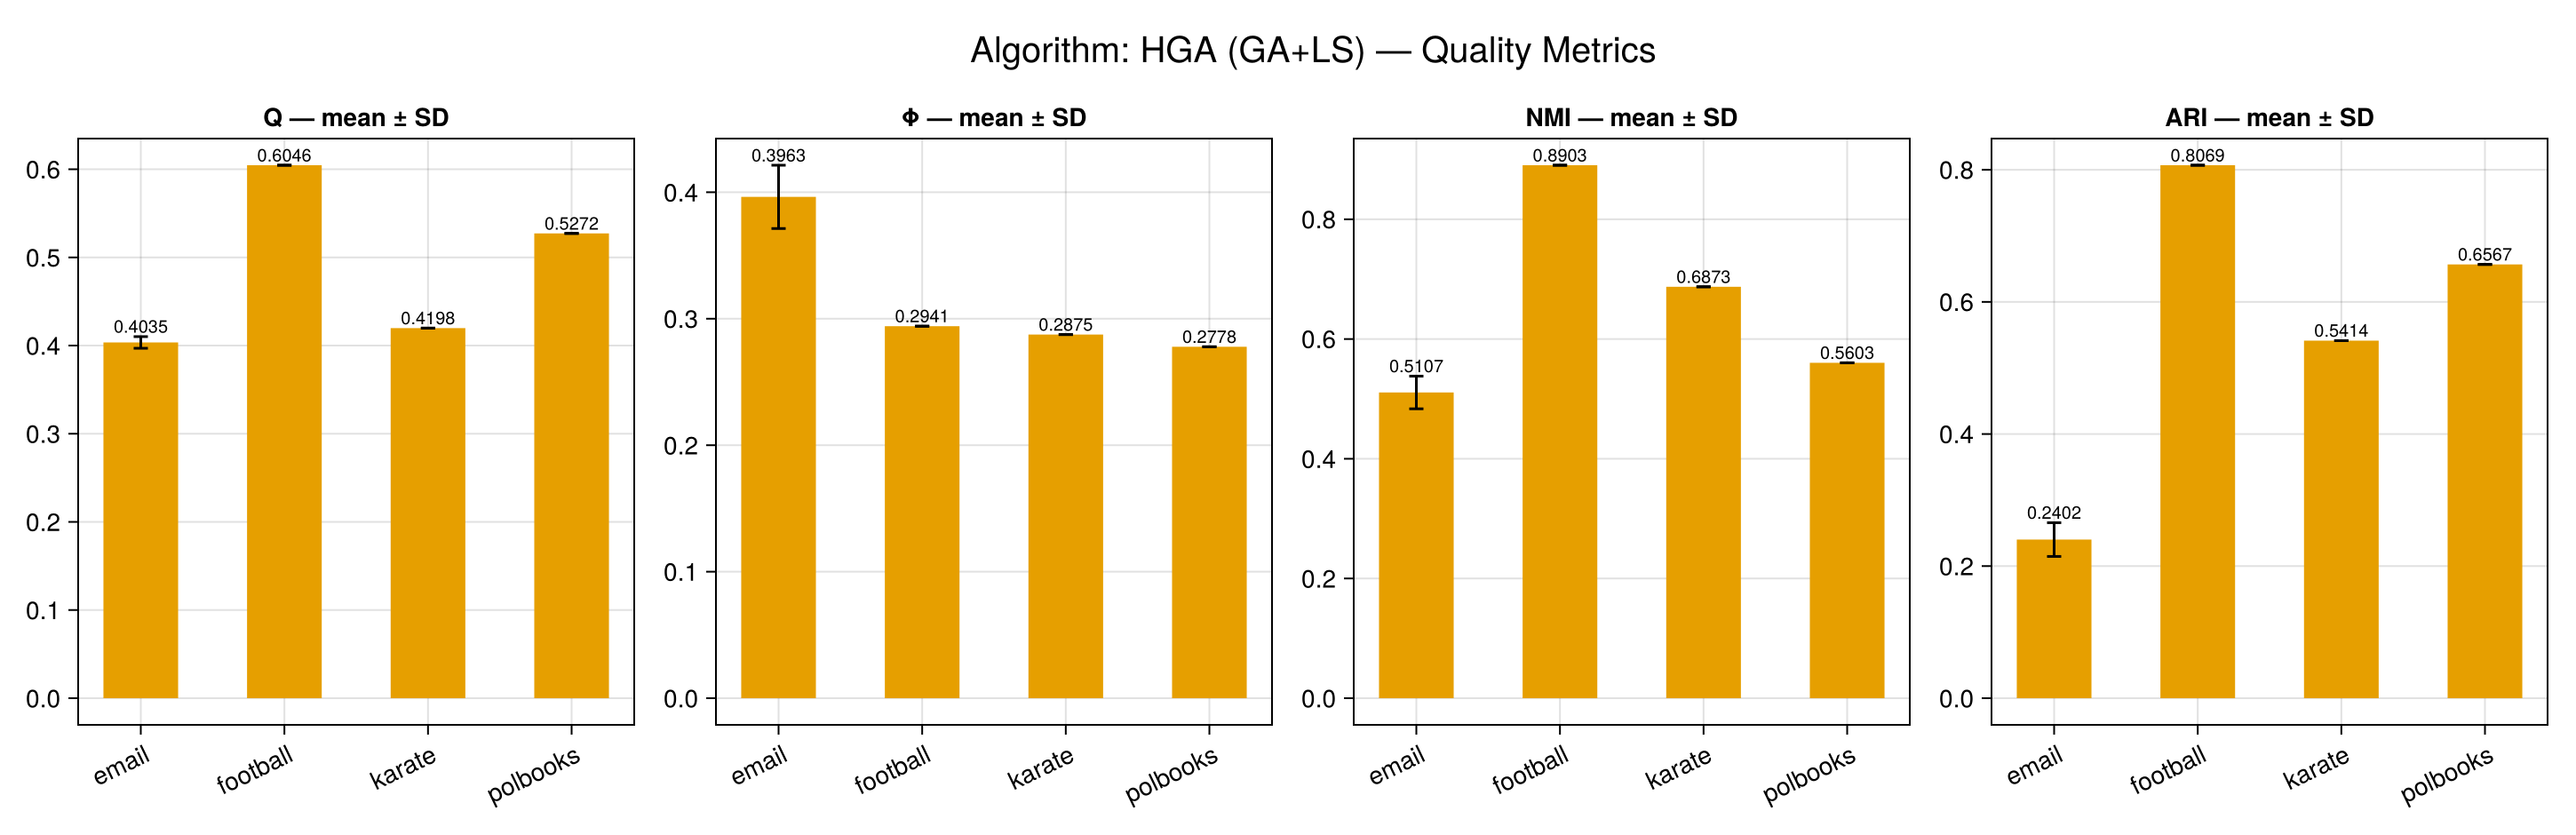 Algorithm: HGA (GA+LS) — Quality Metrics
Q — mean ± SD
0.6
0.5
0.4
0.3
0.2
0.1
0.0
0.4035
0.6046
0.4198
0.5272
email
football
karate
polbooks
Φ — mean ± SD
0.4
0.3
0.2
0.1
0.0
0.3963
0.2941
0.2875
0.2778
email
football
karate
polbooks
NMI — mean ± SD
0.8
0.6
0.4
0.2
0.0
0.5107
0.8903
0.6873
0.5603
email
football
karate
polbooks
ARI — mean ± SD
0.8
0.6
0.4
0.2
0.0
0.2402
0.8069
0.5414
0.6567
email
football
karate
polbooks